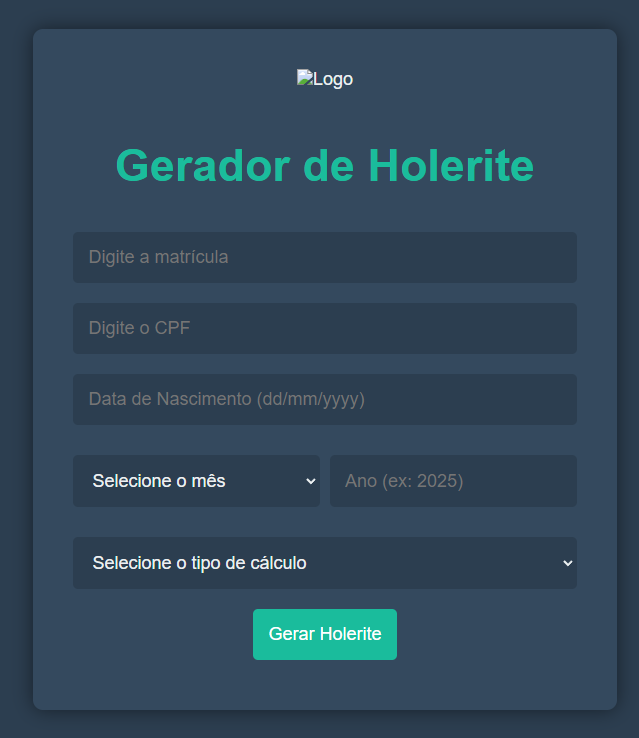 Logo
Gerador de Holerite
Digite a matrícula
Digite o CPF
Data de Nascimento (dd/mm/yyyy)
Selecione o mês Ano (ex: 2025)
Selecione o tipo de cálculo
Gerar Holerite